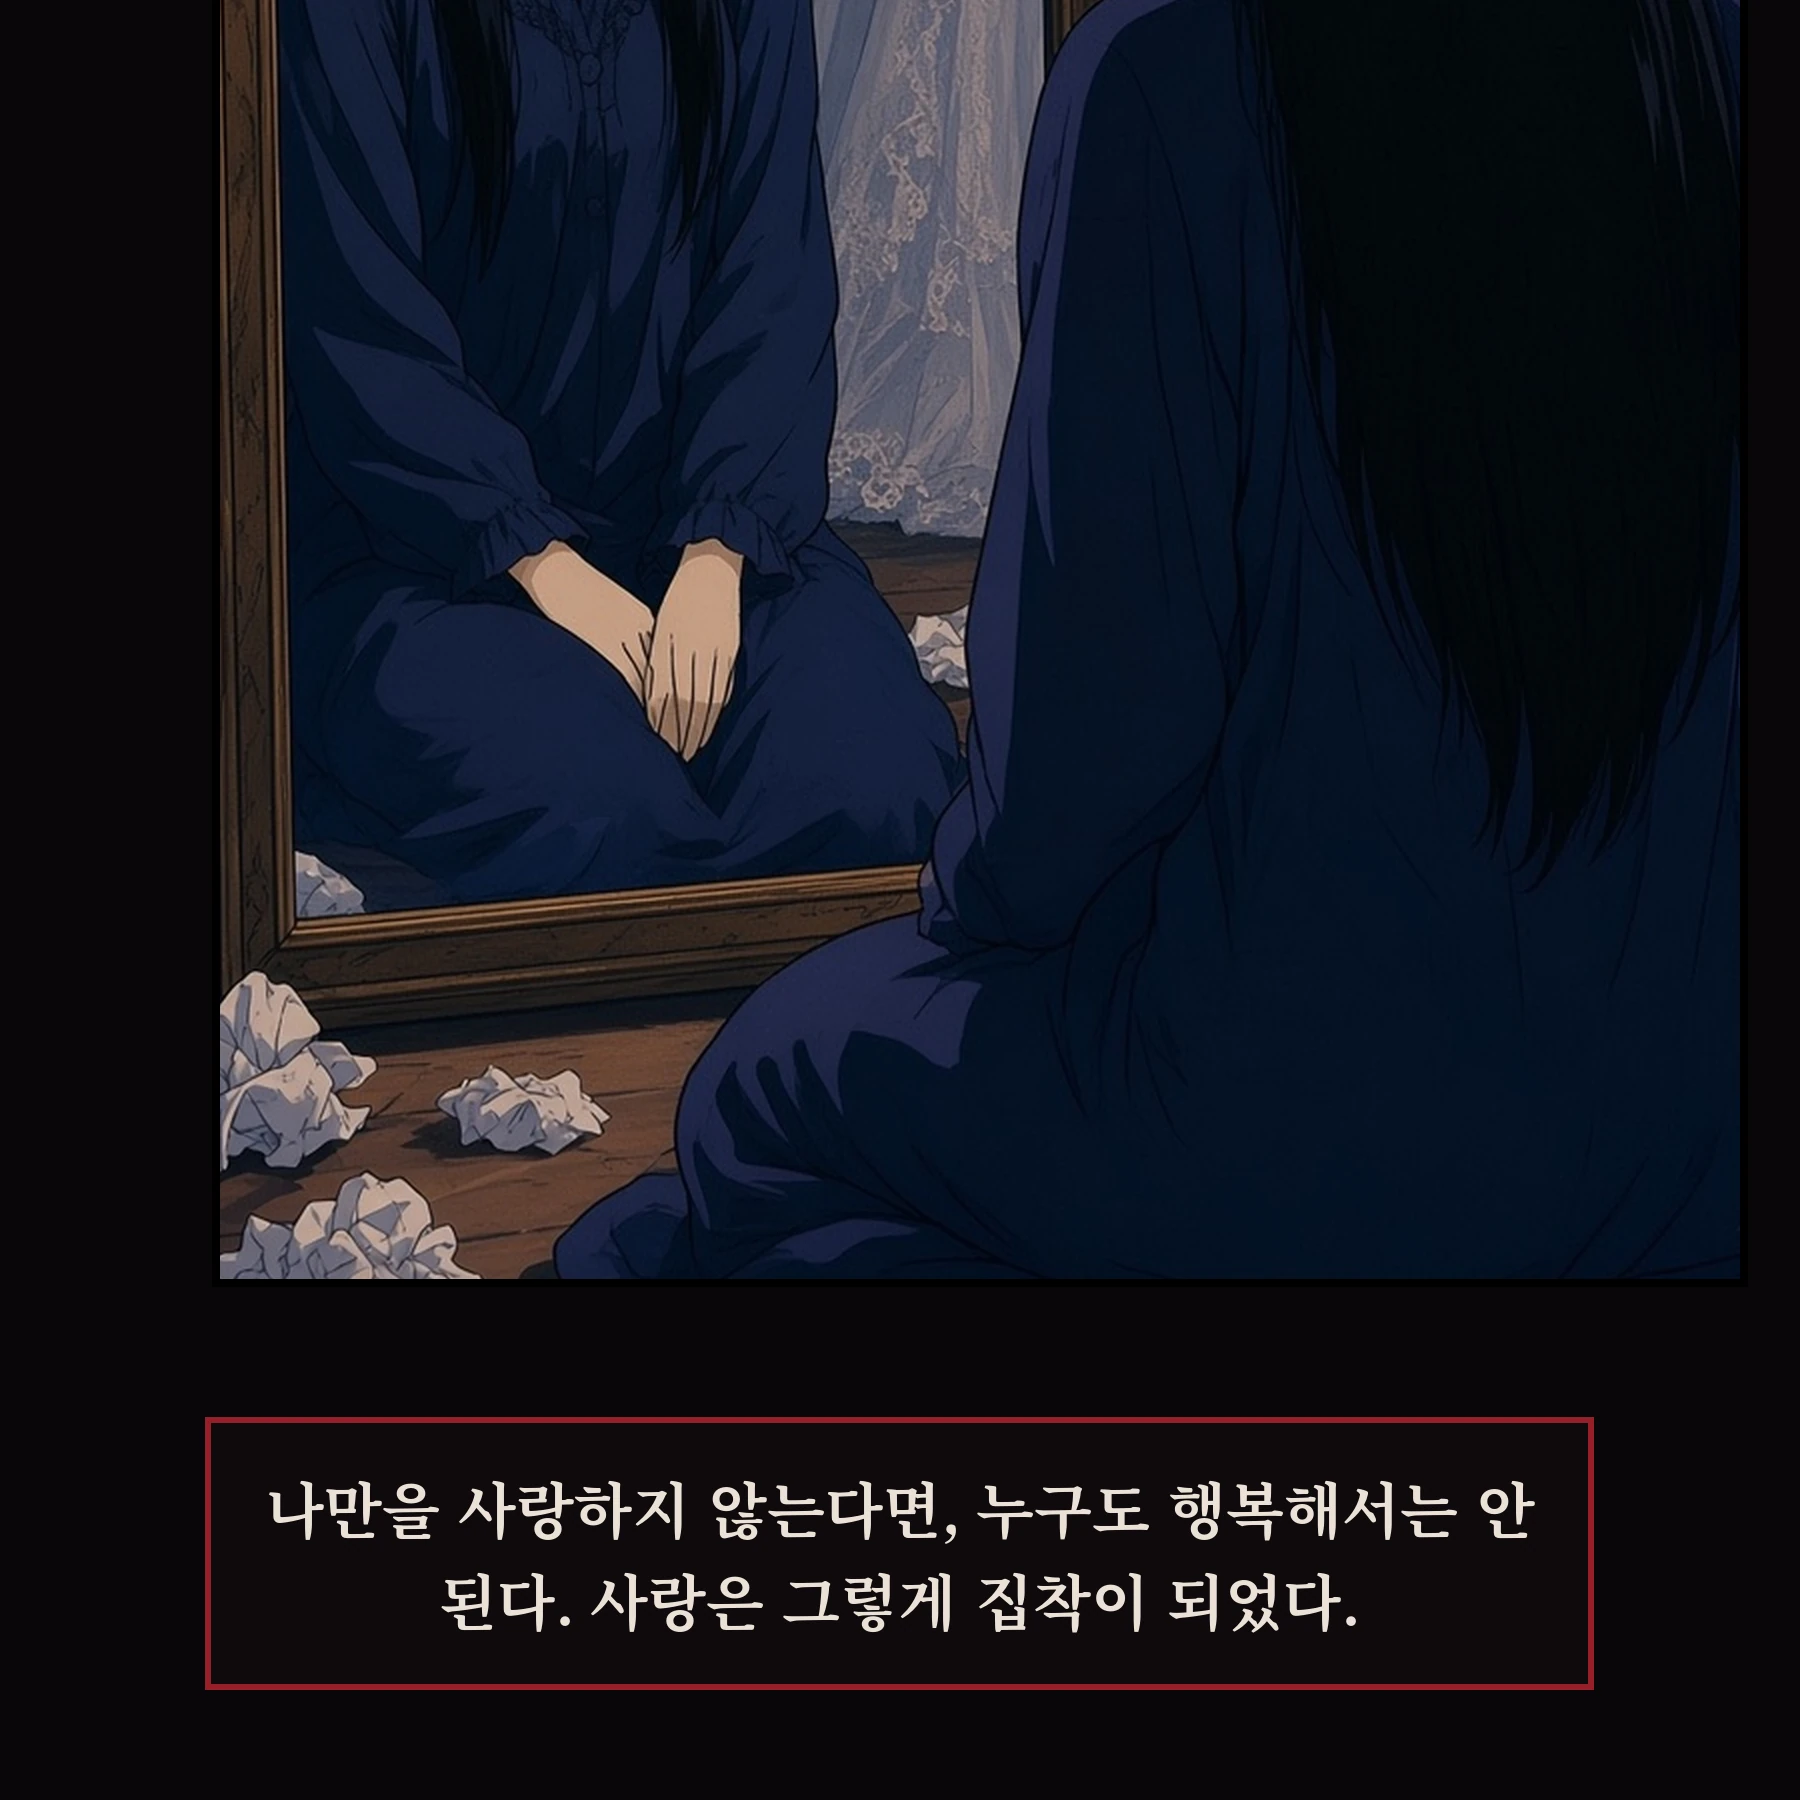 나만을 사랑하지 않는다면, 누구도 행복해서는 안
된다. 사랑은 그렇게 집착이 되었다.